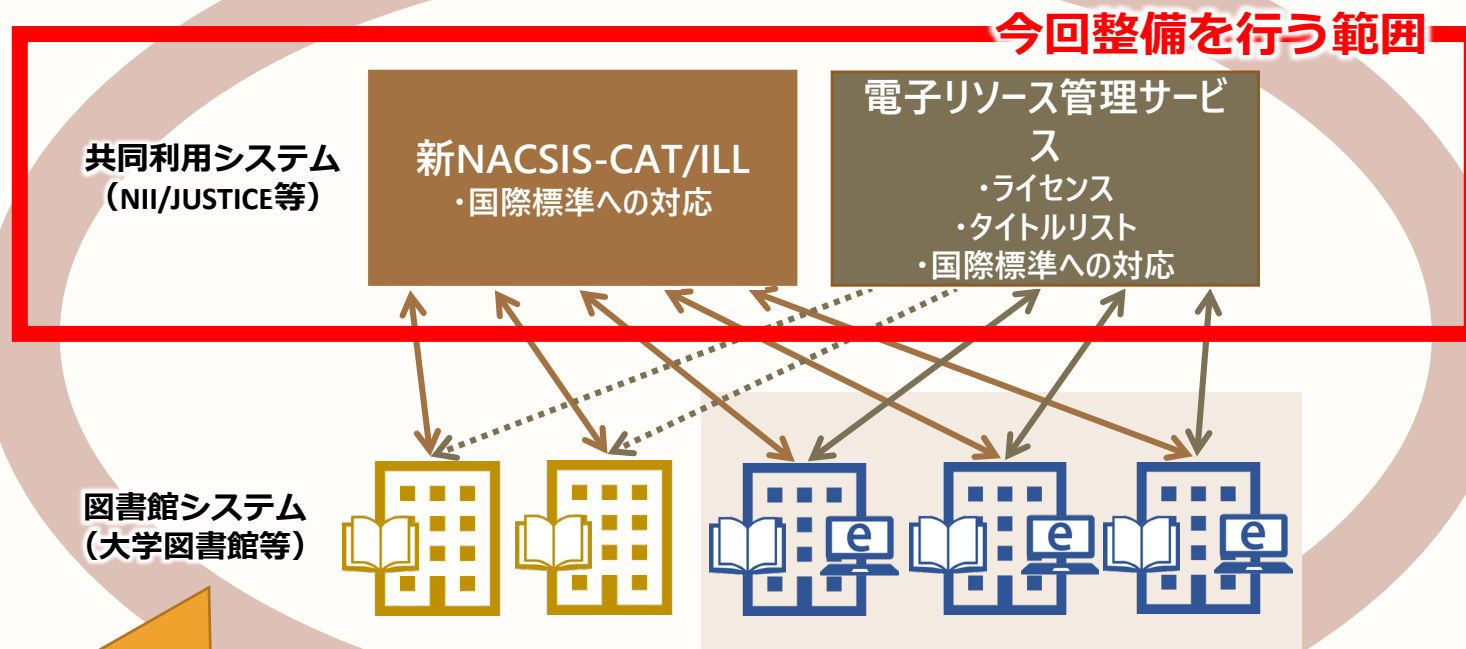 今回整備を行う範囲
共同利用システム
（NII/JUSTICE等）
新NACSIS-CAT/ILL
・国際標準への対応
電子リソース管理サービ
ス
・ライセンス
・タイトルリスト
・国際標準への対応
図書館システム
（大学図書館等）
e
e
e